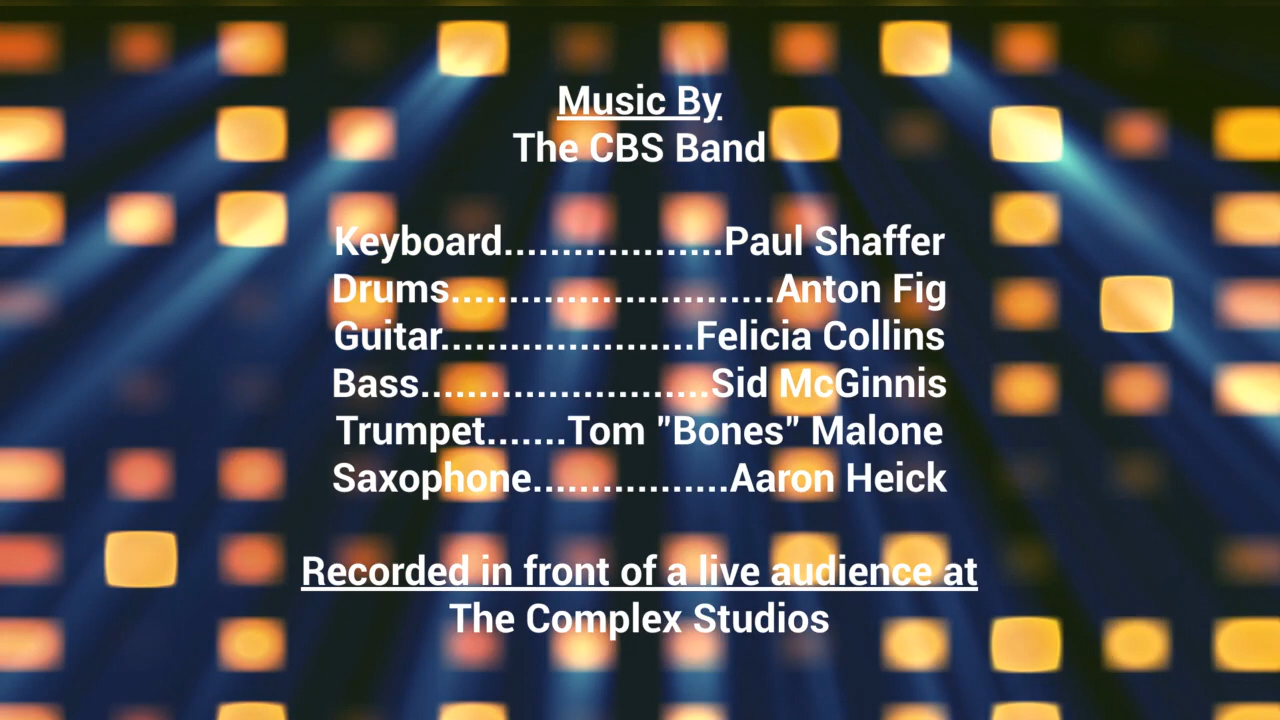 Music By
The CBS Band
Keyboard...................Paul Shaffer
Drums............................Anton Fig
Guitar......................Felicia Collins
Bass.........................Sid McGinnis
Trumpet.......Tom "Bones" Malone
Saxophone.................Aaron Heick
Recorded in front of a live audience at
The Complex Studios